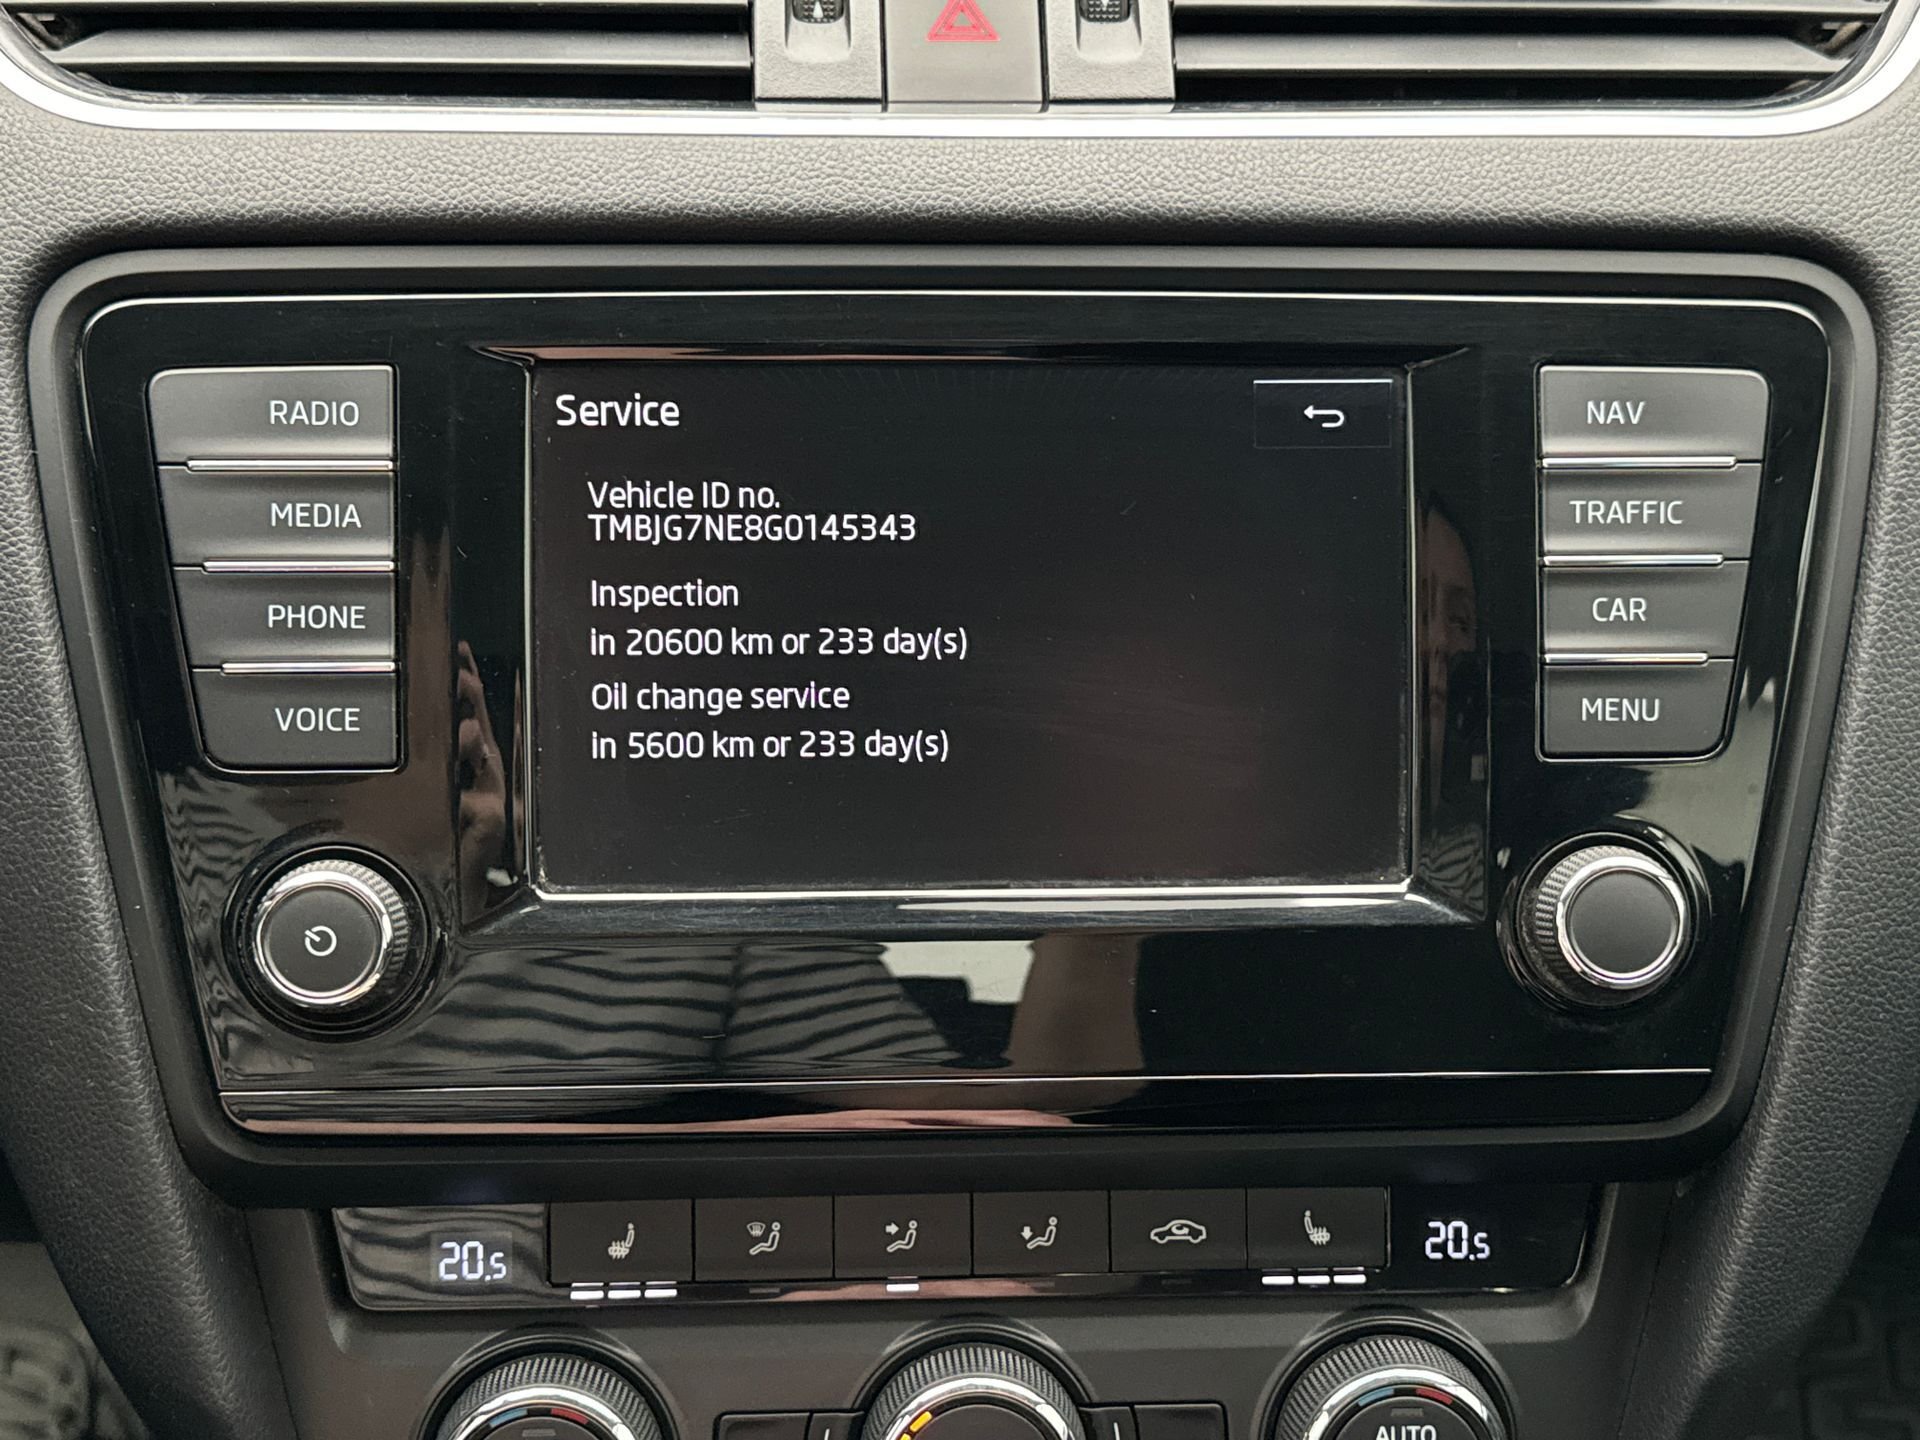 RADIO
MEDIA
PHONE
VOICE
Service
Vehicle ID no.
TMBJG7NE8G0145343
Inspection
in 20600 km or 233 day(s)
Oil change service
in 5600 km or 233 day(s)
NAV
TRAFFIC
CAR
MENU
20.5
20.5
AUTO